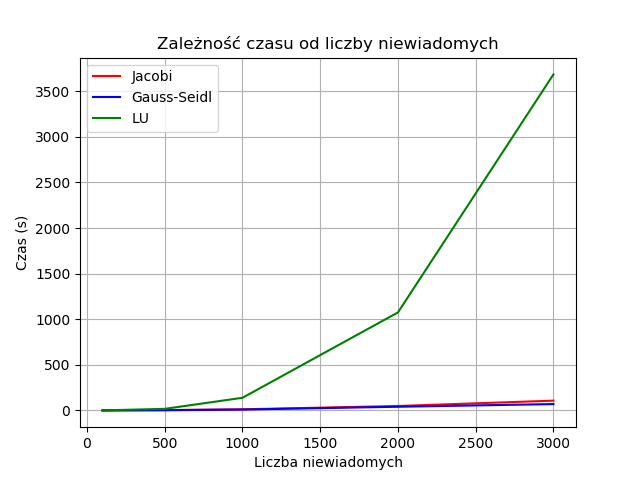 Zależność czasu od liczby niewiadomych
Jacobi
Gauss-Seidl
LU
Czas (s)
3500
3000
2500
2000
1500
1000
500
0
0 500 1000 1500 2000 2500 3000
Liczba niewiadomych